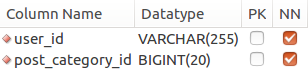 Column Name Datatype PK NN
user_id VARCHAR(255)
post_category_id BIGINT(20)